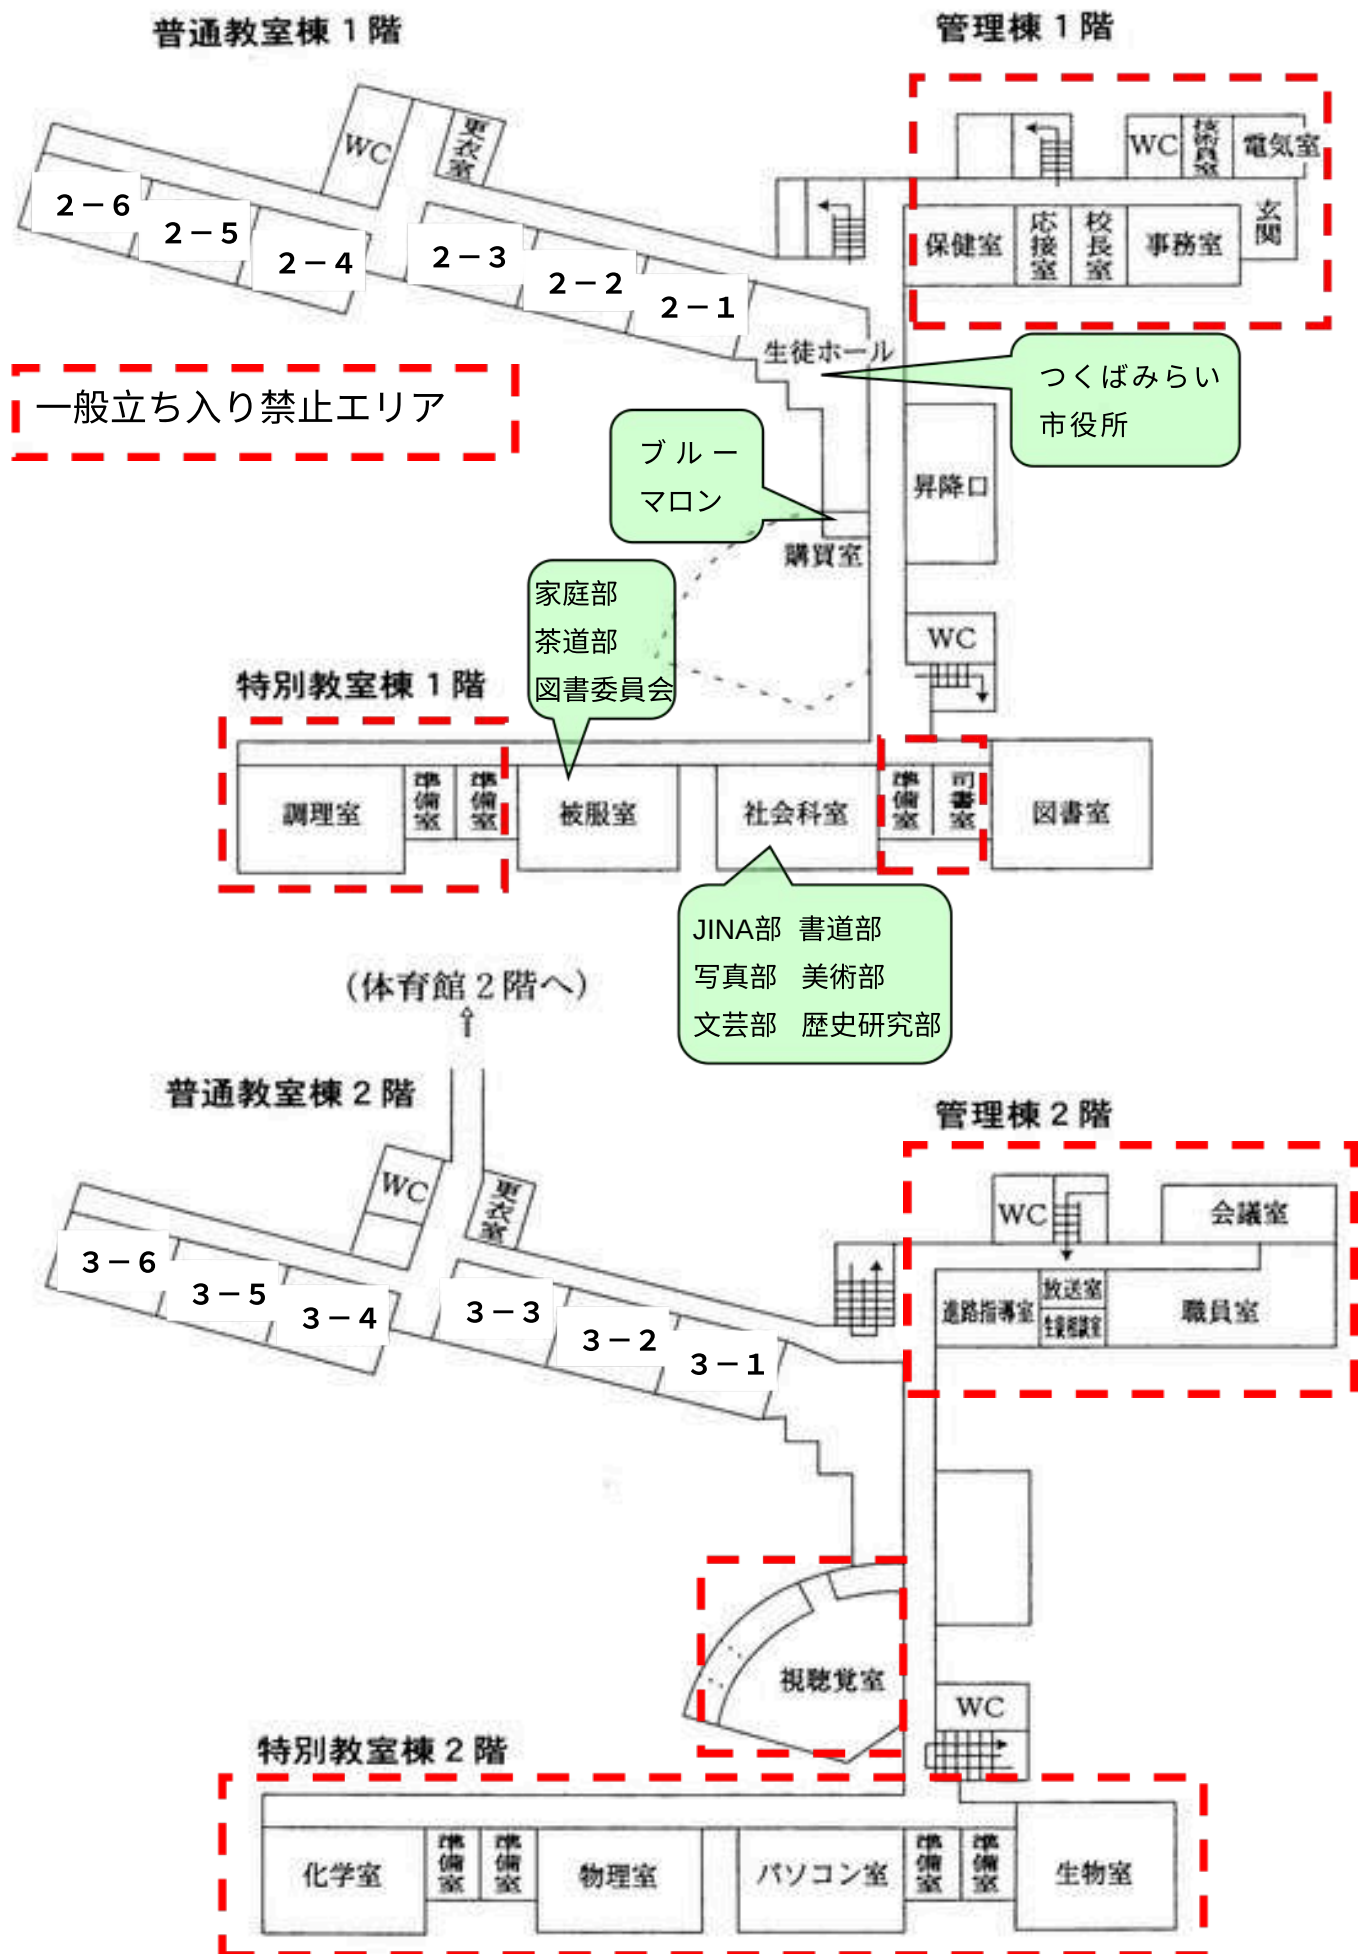 普通教室棟１階
管理棟１階
WC
更衣室
２－６
２－５
２－４
２－３
２－２
２－１
WC
技術員室
電気室
保健室
応接室
校長室
事務室
玄関
生徒ホール
つくばみらい
市役所
一般立ち入り禁止エリア
ブルー
マロン
昇降口
購買室
家庭部
茶道部
図書委員会
WC
特別教室棟１階
調理室
準備室
準備室
被服室
社会科室
準備室
司書室
図書室
JINA部 書道部
写真部 美術部
文芸部 歴史研究部
（体育館２階へ）
普通教室棟２階
管理棟２階
WC
更衣室
３－６
３－５
３－４
３－３
３－２
３－１
WC
会議室
進路指導室
放送室
生徒相談室
職員室
視聴覚室
WC
特別教室棟２階
化学室
準備室
準備室
物理室
パソコン室
準備室
準備室
生物室